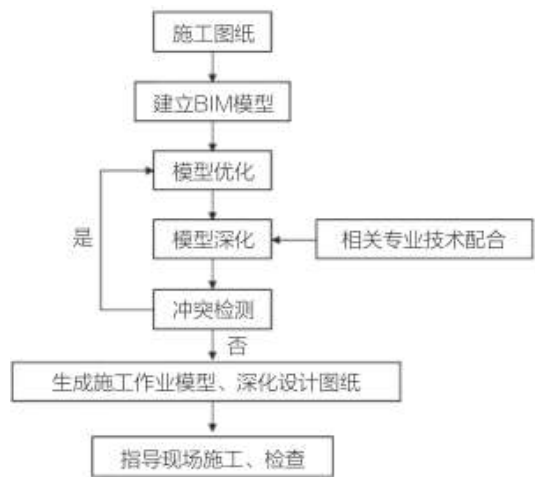 施工图纸
建立BIM模型
模型优化
是
模型深化
相关专业技术配合
冲突检测
否
生成施工作业模型、深化设计图纸
指导现场施工、检查